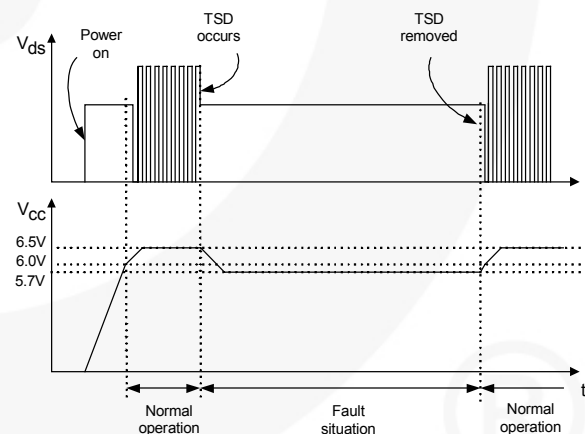 TSD
occurs
TSD
removed
Power
on
Vds
Vcc
6.5V
6.0V
5.7V
t
Normal
operation
Fault
situation
Normal
operation
R